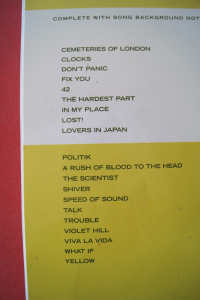 COMPLETE WITH SONG BACKGROUND NOT
CEMETERIES OF LONDON
CLOCKS
DON'T PANIC
FIX YOU
42
THE HARDEST PART
IN MY PLACE
LOST!
LOVERS IN JAPAN
POLITIK
A RUSH OF BLOOD TO THE HEAD
THE SCIENTIST
SHIVER
SPEED OF SOUND
TALK
TROUBLE
VIOLET HILL
VIVA LA VIDA
WHAT IF
YELLOW